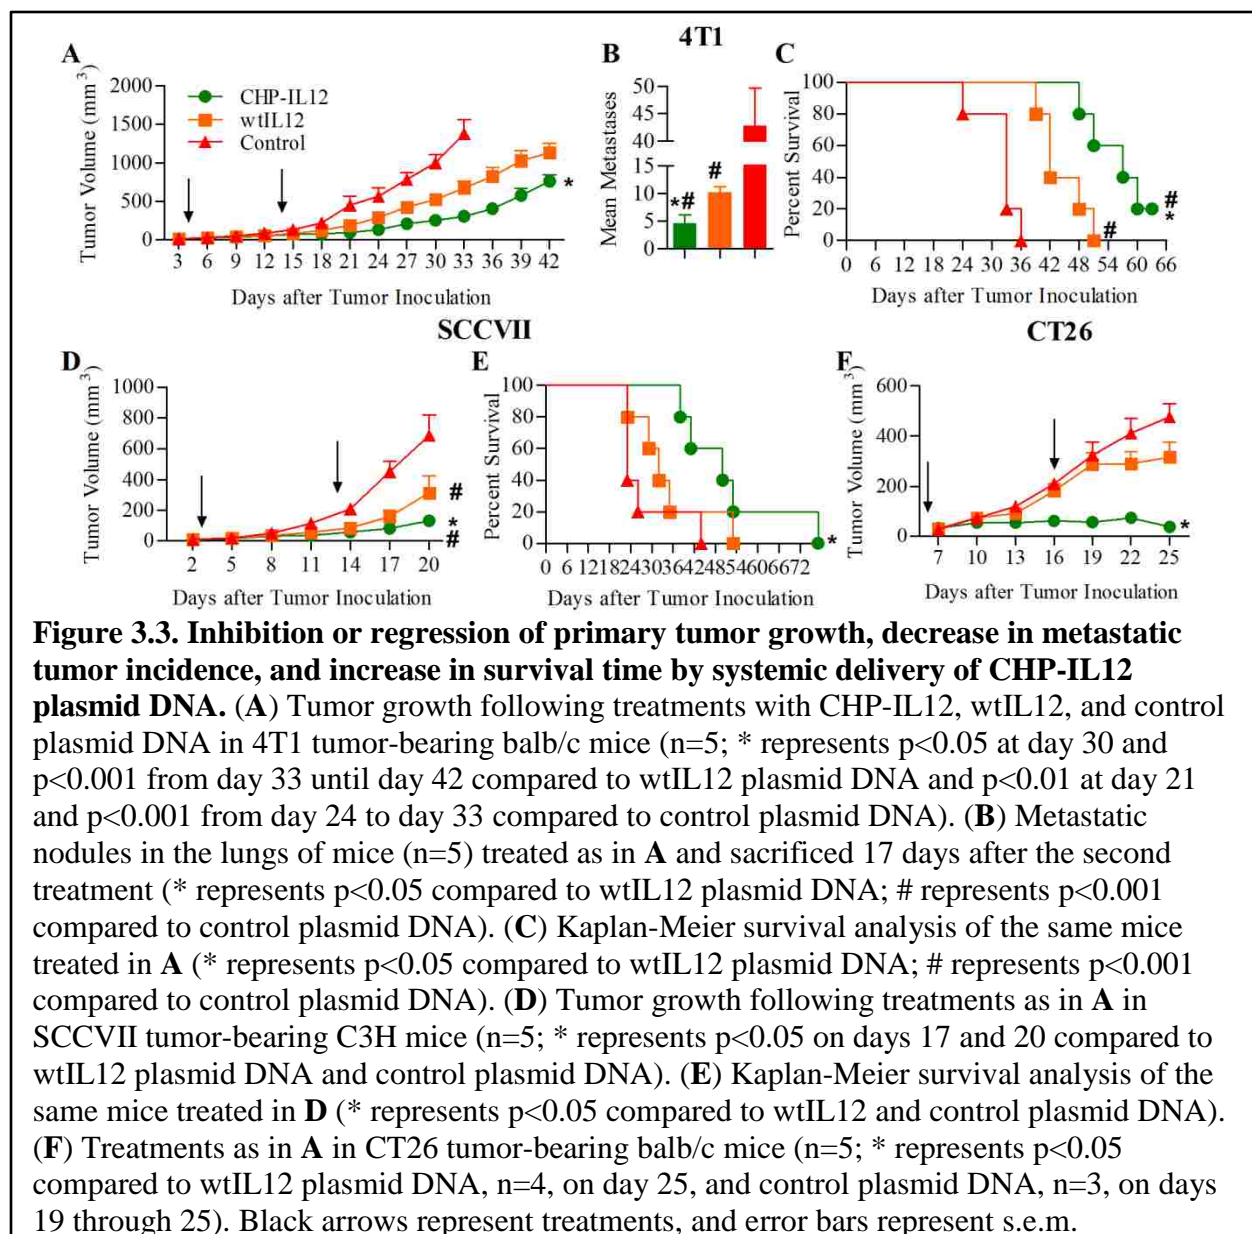 4T1
A
B
C
Tumor Volume (mm³)
2000
1500
1000
500
0
CHP-IL12
wtIL12
Control
*
3 6 9 12 15 18 21 24 27 30 33 36 39 42
Days after Tumor Inoculation
Mean Metastases
50
45
40
15
10
5
0
*#
#
Percent Survival
100
80
60
40
20
0
#
*
#
0 6 12 18 24 30 36 42 48 54 60 66
Days after Tumor Inoculation
SCCVII
CT26
D
E
F
Tumor Volume (mm³)
1000
800
600
400
200
0
#
*
#
2 5 8 11 14 17 20
Days after Tumor Inoculation
Percent Survival
100
80
60
40
20
0
*
0 6 1218243036424854606672
Days after Tumor Inoculation
Tumor Volume (mm³)
600
400
200
0
*
7 10 13 16 19 22 25
Days after Tumor Inoculation
Figure 3.3. Inhibition or regression of primary tumor growth, decrease in metastatic
tumor incidence, and increase in survival time by systemic delivery of CHP-IL12
plasmid DNA. (A) Tumor growth following treatments with CHP-IL12, wtIL12, and control
plasmid DNA in 4T1 tumor-bearing balb/c mice (n=5; * represents p<0.05 at day 30 and
p<0.001 from day 33 until day 42 compared to wtIL12 plasmid DNA and p<0.01 at day 21
and p<0.001 from day 24 to day 33 compared to control plasmid DNA). (B) Metastatic
nodules in the lungs of mice (n=5) treated as in A and sacrificed 17 days after the second
treatment (* represents p<0.05 compared to wtIL12 plasmid DNA; # represents p<0.001
compared to control plasmid DNA). (C) Kaplan-Meier survival analysis of the same mice
treated in A (* represents p<0.05 compared to wtIL12 plasmid DNA; # represents p<0.001
compared to control plasmid DNA). (D) Tumor growth following treatments as in A in
SCCVII tumor-bearing C3H mice (n=5; * represents p<0.05 on days 17 and 20 compared to
wtIL12 plasmid DNA and control plasmid DNA). (E) Kaplan-Meier survival analysis of the
same mice treated in D (* represents p<0.05 compared to wtIL12 and control plasmid DNA).
(F) Treatments as in A in CT26 tumor-bearing balb/c mice (n=5; * represents p<0.05
compared to wtIL12 plasmid DNA, n=4, on day 25, and control plasmid DNA, n=3, on days
19 through 25). Black arrows represent treatments, and error bars represent s.e.m.